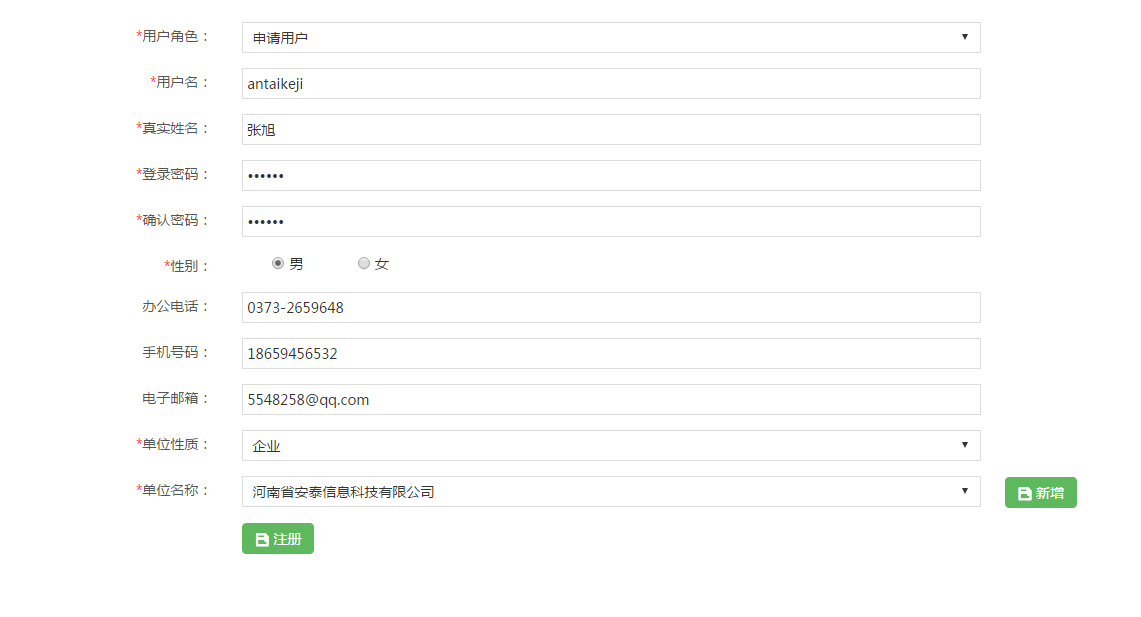 *用户角色： 申请用户
*用户名： antaikeji
*真实姓名： 张旭
*登录密码： ••••••
*确认密码： ••••••
*性别： 男 女
办公电话： 0373-2659648
手机号码： 18659456532
电子邮箱： 5548258@qq.com
*单位性质： 企业
*单位名称： 河南省安泰信息科技有限公司 新增
注册